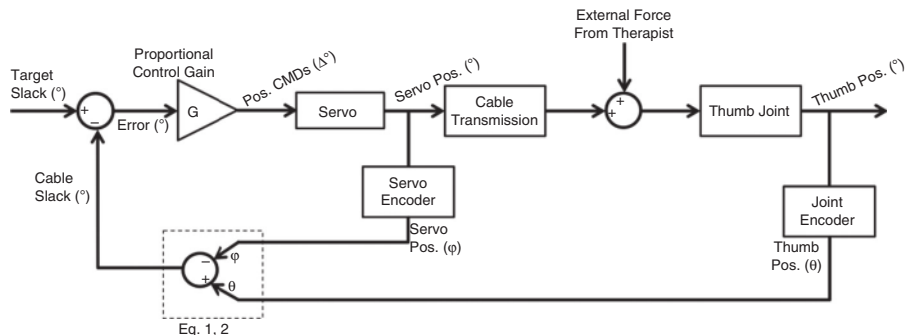 External Force
From Therapist
Proportional
Control Gain
Pos. CMDs (Δ°)
Servo Pos. (°)
Thumb Pos. (°)
Target
Slack (°)
+
−
Error (°)
G
Servo
Cable
Transmission
+
+
Thumb Joint
Cable
Slack (°)
Servo
Encoder
Joint
Encoder
Servo
Pos. (φ)
Thumb
Pos. (θ)
− φ
+ θ
Eq. 1, 2